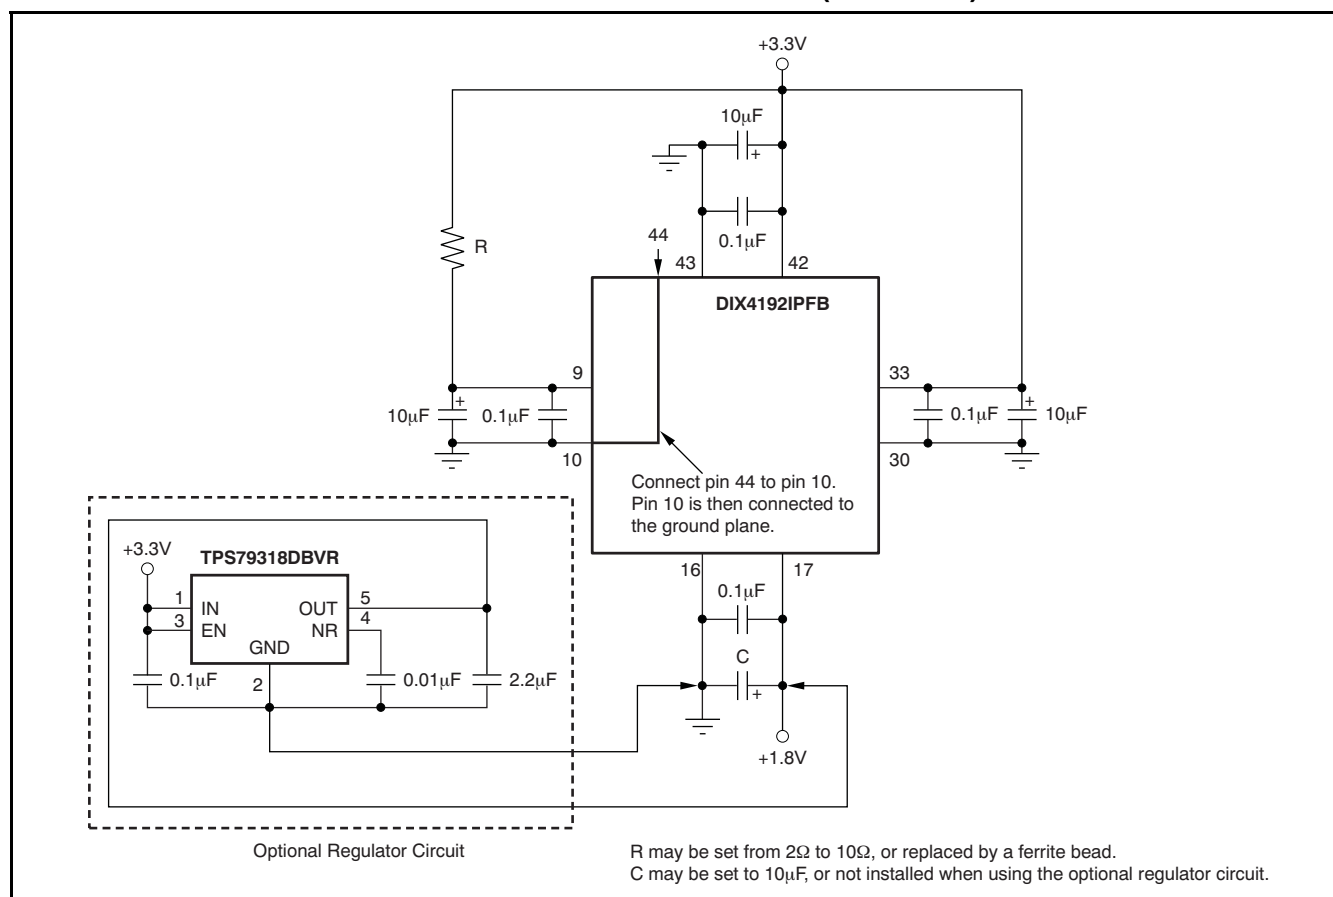 +3.3V
10µF
+
0.1µF
44
43
42
R
DIX4192IPFB
9
33
10µF
+
0.1µF
0.1µF
+
10µF
10
30
Connect pin 44 to pin 10.
Pin 10 is then connected to
the ground plane.
+3.3V
TPS79318DBVR
16
17
1
IN
OUT
5
0.1µF
3
EN
NR
4
GND
C
0.1µF
2
0.01µF
2.2µF
+
+1.8V
Optional Regulator Circuit
R may be set from 2Ω to 10Ω, or replaced by a ferrite bead.
C may be set to 10µF, or not installed when using the optional regulator circuit.